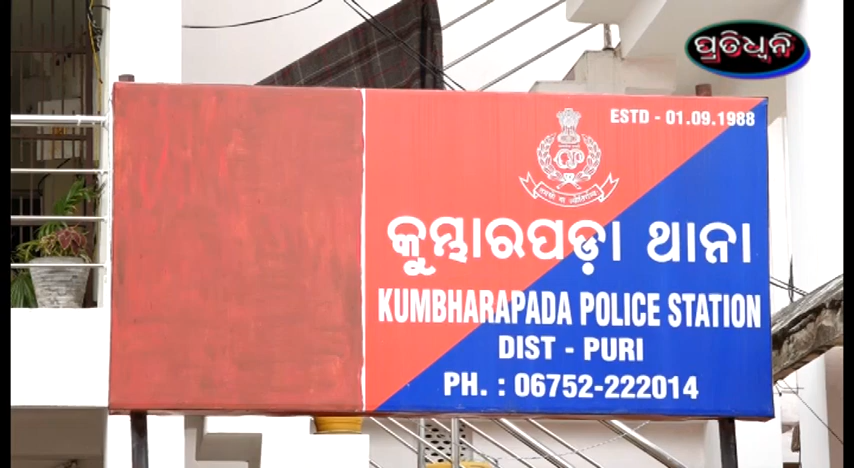 ପ୍ରତିଧ୍ୱନି
ESTD - 01.09.1988
କୁମ୍ଭାରପଡ଼ା ଥାନା
KUMBHARAPADA POLICE STATION
DIST - PURI
PH. : 06752-222014